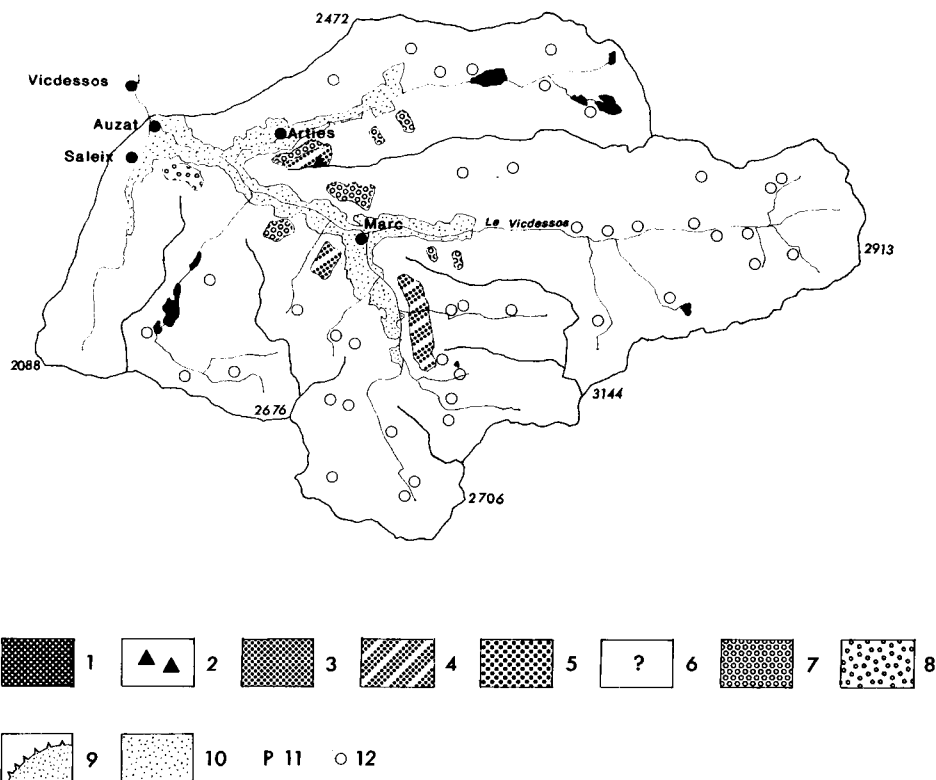 2472
Vicdessos
Auzat
Arties
Saleix
Marc
Le Vicdessos
2913
2088
3144
2676
2706
1 2 3 4 5 ? 6 7 8
9 10 P 11 12